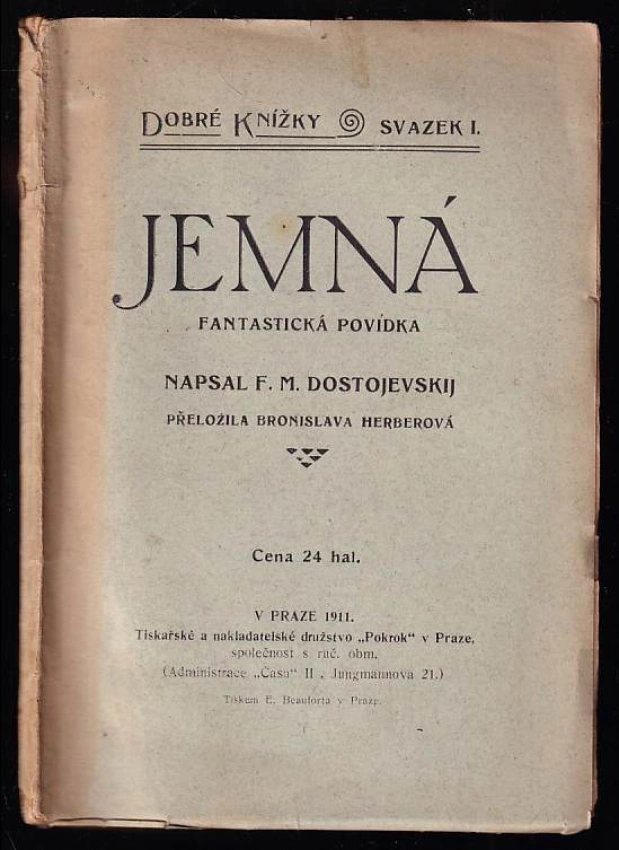 DOBRÉ KNÍŽKY SVAZEK I.
JEMNÁ
FANTASTICKÁ POVÍDKA
NAPSAL F. M. DOSTOJEVSKIJ
PŘELOŽILA BRONISLAVA HERBEROVÁ
Cena 24 hal.
V PRAZE 1911.
Tiskařské a nakladatelské družstvo „Pokrok“ v Praze,
společnost s ruč. obm.
(Administrace „Času“ II , Jungmannova 21.)
Tiskem E. Beauforta v Praze.